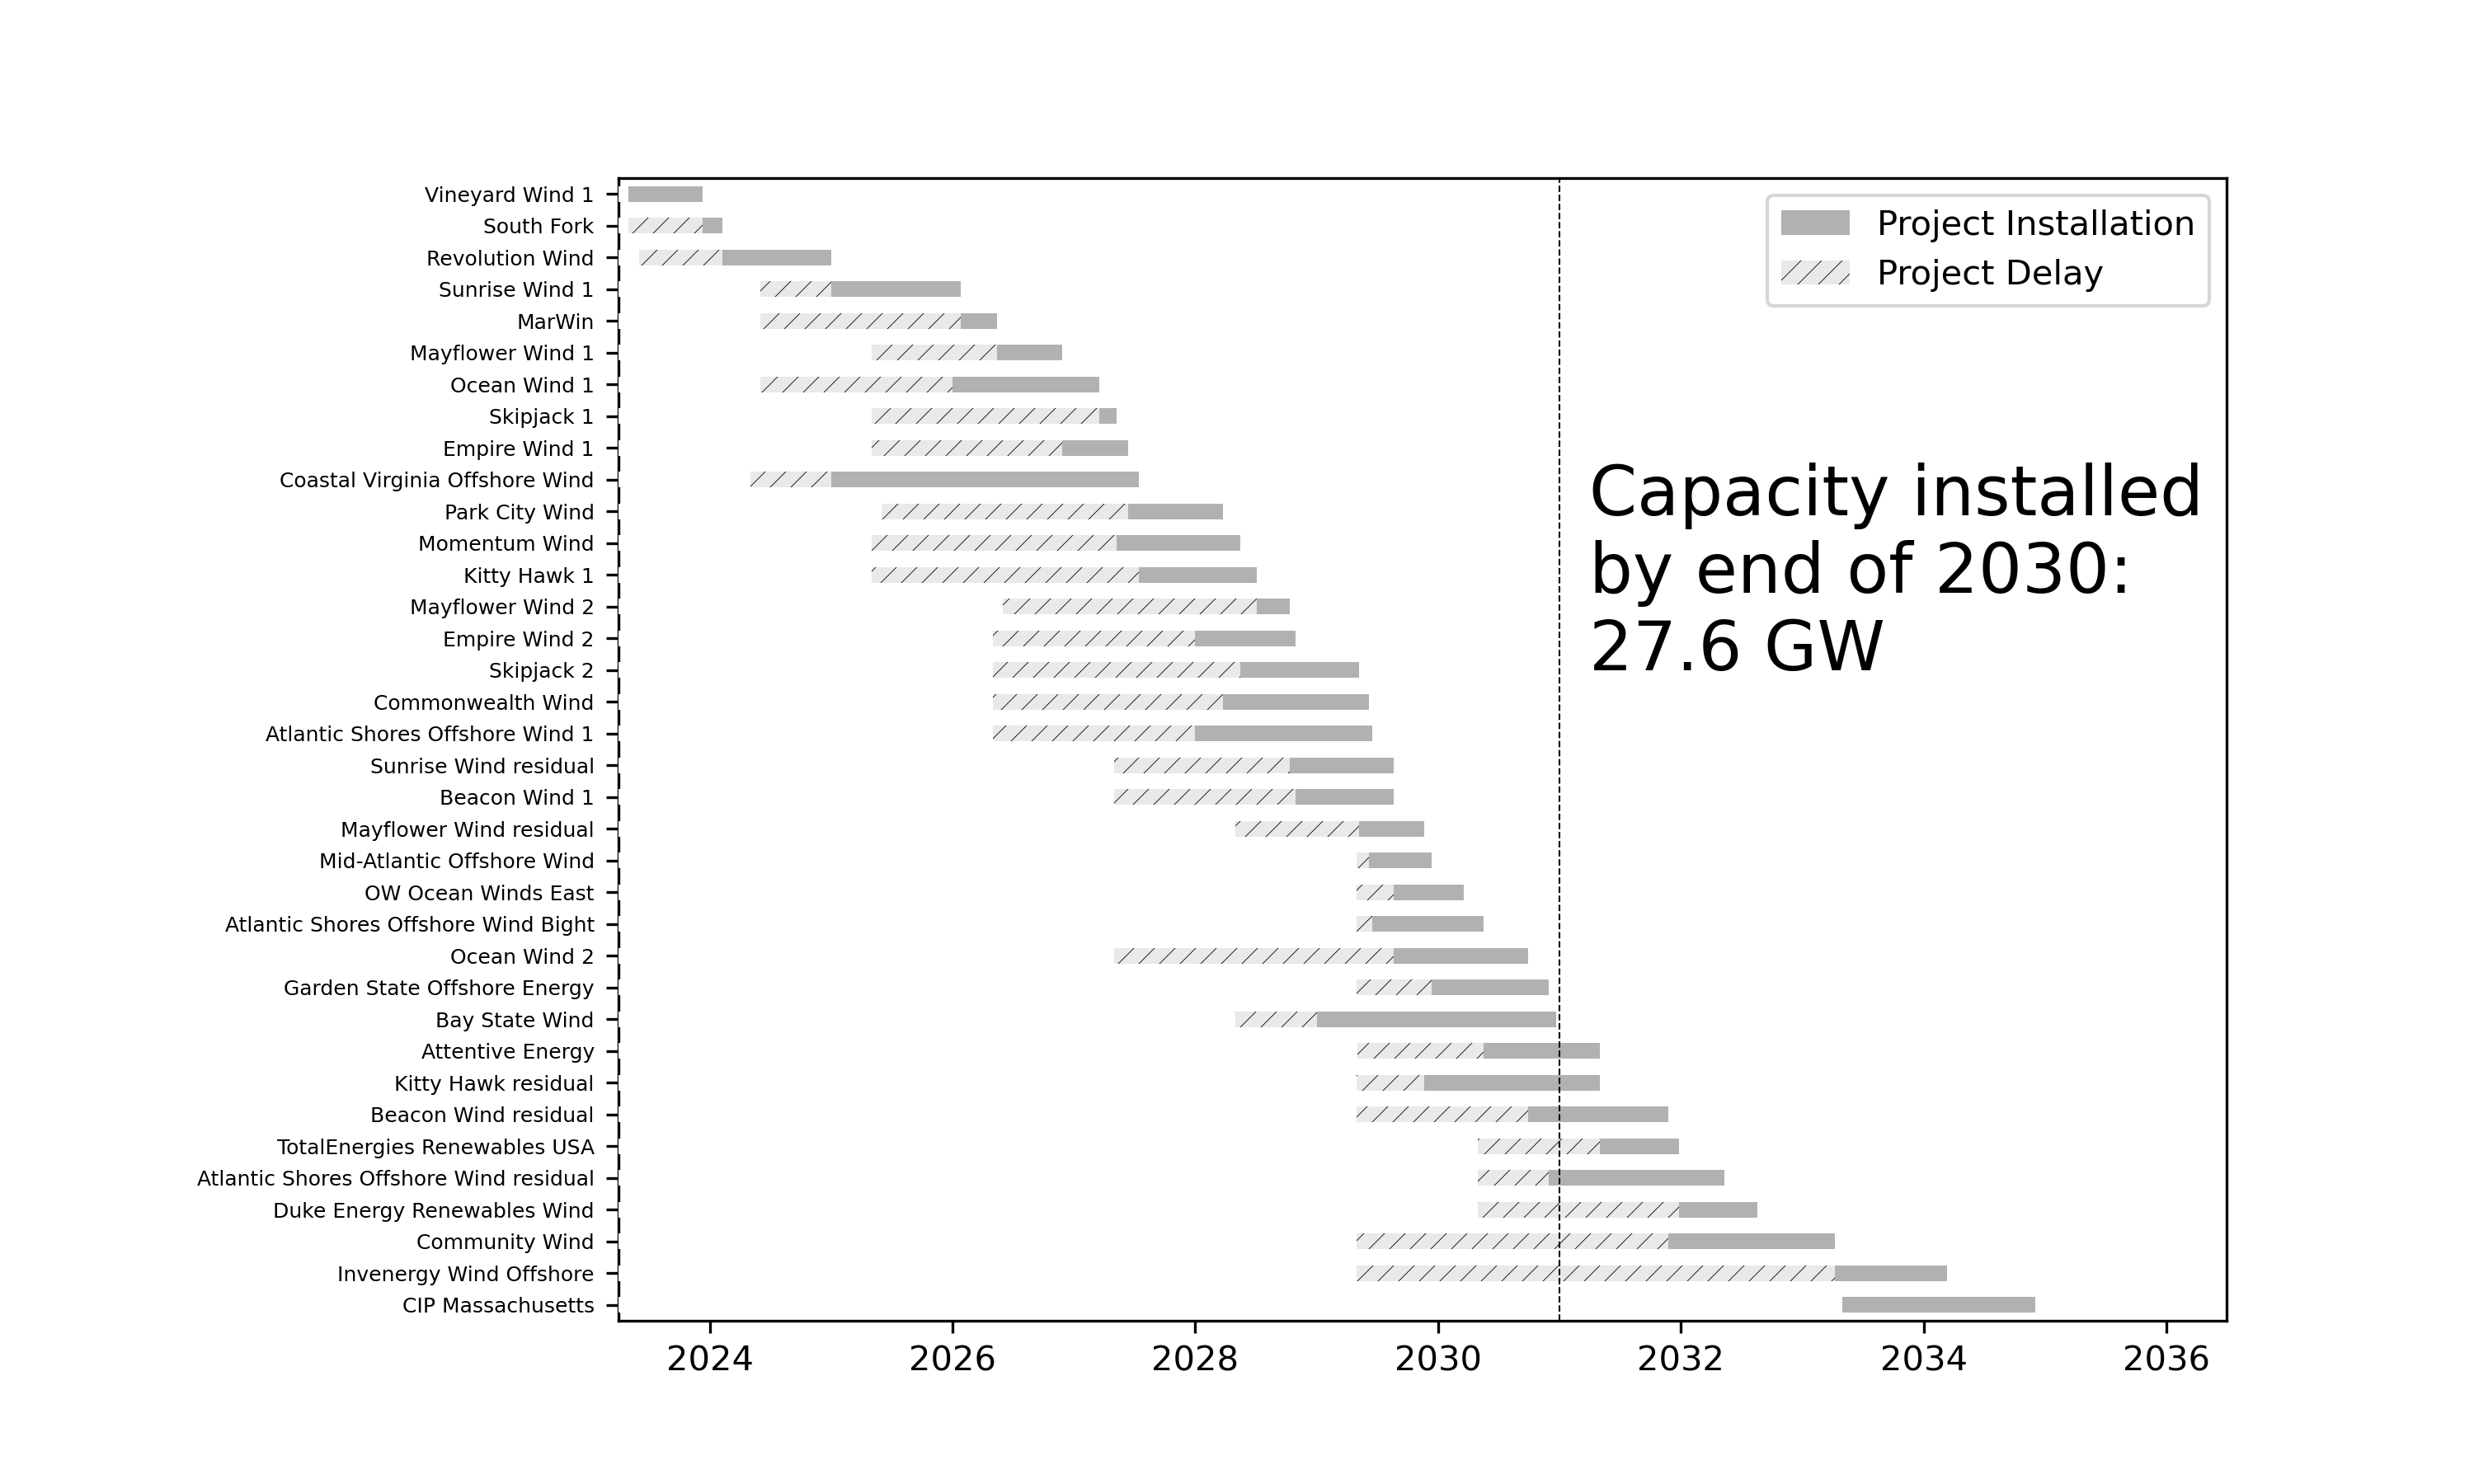 Vineyard Wind 1
South Fork
Revolution Wind
Sunrise Wind 1
MarWin
Mayflower Wind 1
Ocean Wind 1
Skipjack 1
Empire Wind 1
Coastal Virginia Offshore Wind
Park City Wind
Momentum Wind
Kitty Hawk 1
Mayflower Wind 2
Empire Wind 2
Skipjack 2
Commonwealth Wind
Atlantic Shores Offshore Wind 1
Sunrise Wind residual
Beacon Wind 1
Mayflower Wind residual
Mid-Atlantic Offshore Wind
OW Ocean Winds East
Atlantic Shores Offshore Wind Bight
Ocean Wind 2
Garden State Offshore Energy
Bay State Wind
Attentive Energy
Kitty Hawk residual
Beacon Wind residual
TotalEnergies Renewables USA
Atlantic Shores Offshore Wind residual
Duke Energy Renewables Wind
Community Wind
Invenergy Wind Offshore
CIP Massachusetts
Project Installation
Project Delay
Capacity installed
by end of 2030:
27.6 GW
2024 2026 2028 2030 2032 2034 2036